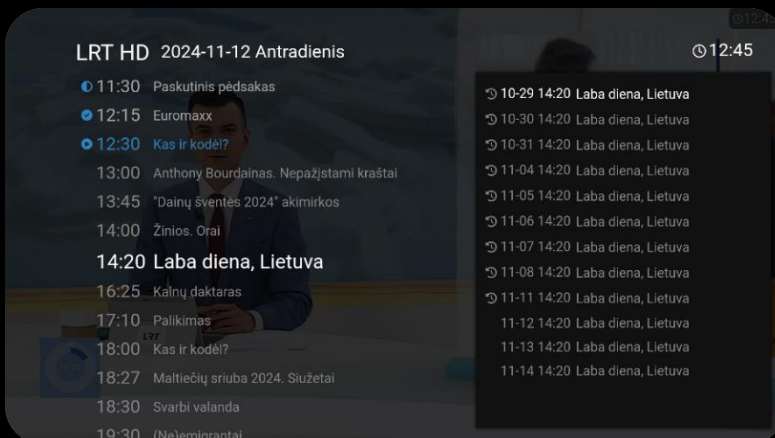 12:45
LRT HD 2024-11-12 Antradienis
12:45
11:30 Paskutinis pėdsakas
12:15 Euromaxx
12:30 Kas ir kodėl?
13:00 Anthony Bourdainas. Nepažįstami kraštai
13:45 "Dainų šventės 2024" akimirkos
14:00 Žinios. Orai
14:20 Laba diena, Lietuva
16:25 Kalnų daktaras
17:10 Palikimas
18:00 Kas ir kodėl?
18:27 Maltiečių sriuba 2024. Siužetai
18:30 Svarbi valanda
19:30 (Ne)emigrantai
10-29 14:20 Laba diena, Lietuva
10-30 14:20 Laba diena, Lietuva
10-31 14:20 Laba diena, Lietuva
11-04 14:20 Laba diena, Lietuva
11-05 14:20 Laba diena, Lietuva
11-06 14:20 Laba diena, Lietuva
11-07 14:20 Laba diena, Lietuva
11-08 14:20 Laba diena, Lietuva
11-11 14:20 Laba diena, Lietuva
11-12 14:20 Laba diena, Lietuva
11-13 14:20 Laba diena, Lietuva
11-14 14:20 Laba diena, Lietuva
LRT